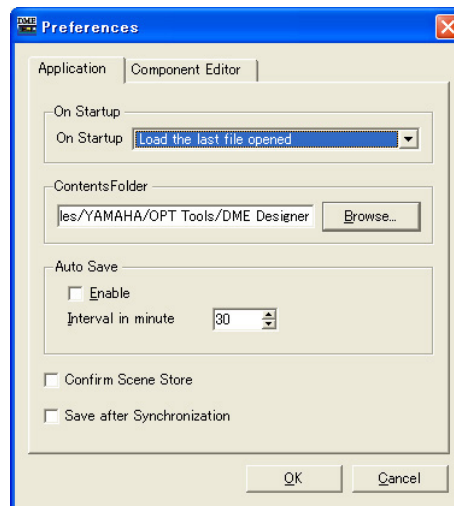 DME Preferences
Application Component Editor
On Startup
On Startup Load the last file opened
ContentsFolder
les/YAMAHA/OPT Tools/DME Designer Browse...
Auto Save
Enable
Interval in minute 30
Confirm Scene Store
Save after Synchronization
OK Cancel